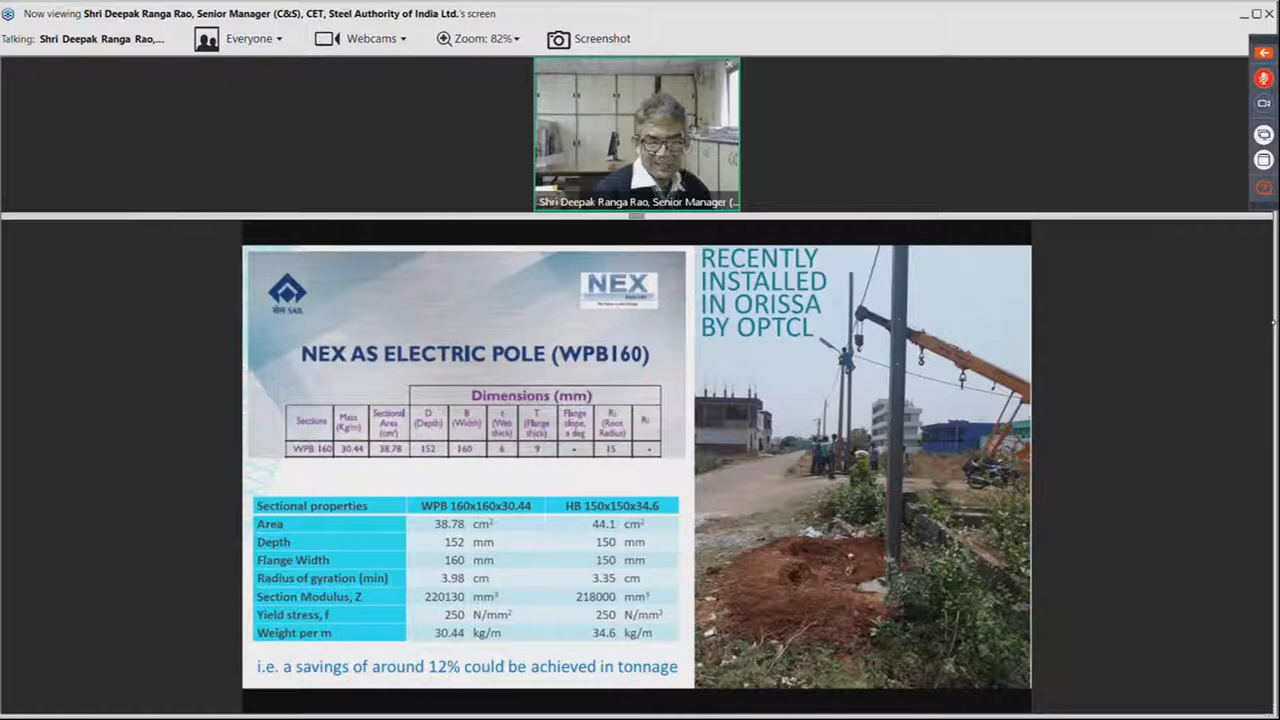 Now viewing Shri Deepak Ranga Rao, Senior Manager (C&S), CET, Steel Authority of India Ltd.'s screen
Talking: Shri Deepak Ranga Rao,...
Everyone
Webcams
Zoom: 82%
Screenshot
Shri Deepak Ranga Rao, Senior Manager (...
सेल SAIL
NEX
NEX AS ELECTRIC POLE (WPB160)
Dimensions (mm)
Sections Mass (Kg/m) Sectional Area (cm²) D (Depth) B (Width) t (Web thick) T (Flange thick) Flange slope, α deg R₁ (Root Radius) R₂
WPB 160 30.44 38.78 152 160 6 9 - 15 -
Sectional properties WPB 160x160x30.44 HB 150x150x34.6
Area 38.78 cm² 44.1 cm²
Depth 152 mm 150 mm
Flange Width 160 mm 150 mm
Radius of gyration (min) 3.98 cm 3.35 cm
Section Modulus, Z 220130 mm³ 218000 mm³
Yield stress, f 250 N/mm² 250 N/mm²
Weight per m 30.44 kg/m 34.6 kg/m
i.e. a savings of around 12% could be achieved in tonnage
RECENTLY
INSTALLED
IN ORISSA
BY OPTCL